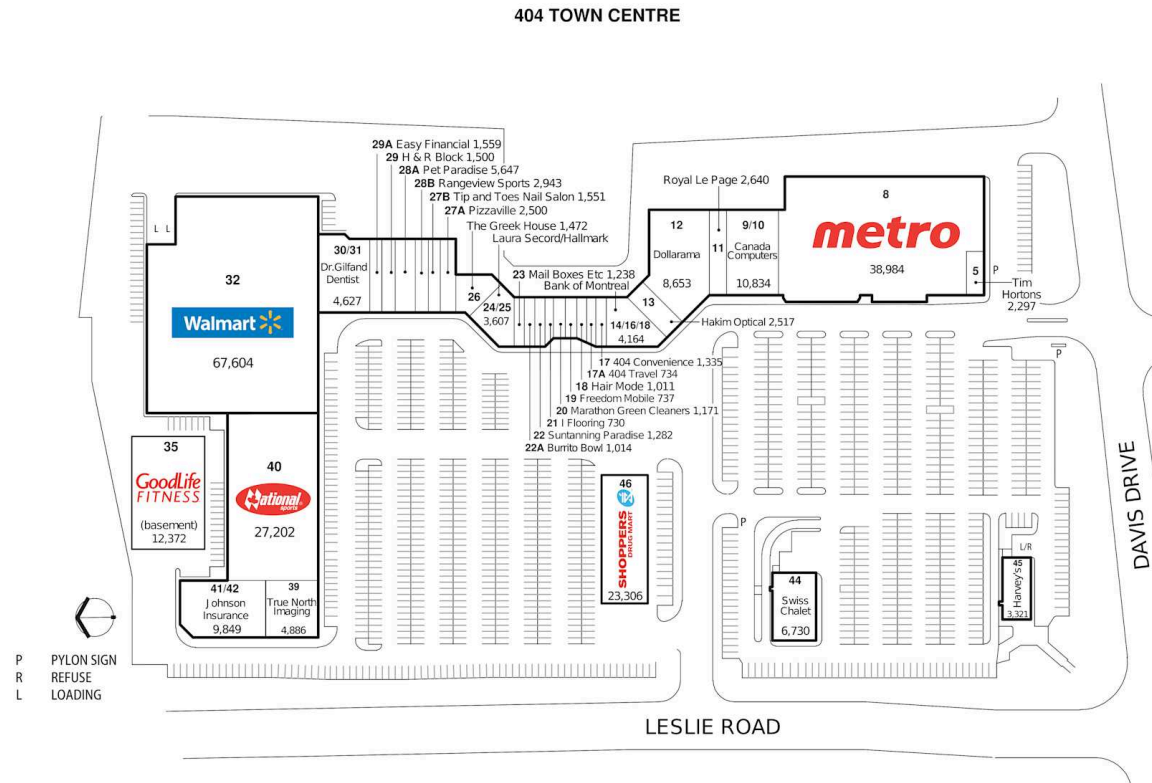 404 TOWN CENTRE
29A Easy Financial 1,559
29 H & R Block 1,500
28A Pet Paradise 5,647
28B Rangeview Sports 2,943
27B Tip and Toes Nail Salon 1,551
27A Pizzaville 2,500
The Greek House 1,472
Laura Secord/Hallmark
23 Mail Boxes Etc 1,238
Bank of Montreal
Royal Le Page 2,640
L L
32
Walmart
67,604
30/31
Dr.Gilfand
Dentist
4,627
26
24/25
3,607
14/16/18
4,164
13
Hakim Optical 2,517
12
Dollarama
8,653
11
9/10
Canada
Computers
10,834
8
metro
38,984
5
P
Tim
Hortons
2,297
P
17 404 Convenience 1,335
17A 404 Travel 734
18 Hair Mode 1,011
19 Freedom Mobile 737
20 Marathon Green Cleaners 1,171
21 I Flooring 730
22 Suntanning Paradise 1,282
22A Burrito Bowl 1,014
35
GoodLife
FITNESS
(basement)
12,372
40
National
sports
27,202
41/42
Johnson
Insurance
9,849
39
True North
Imaging
4,886
46
SHOPPERS
DRUG MART
23,306
P
44
Swiss
Chalet
6,730
L/R
45
Harvey's
3,321
DAVIS DRIVE
P PYLON SIGN
R REFUSE
L LOADING
LESLIE ROAD